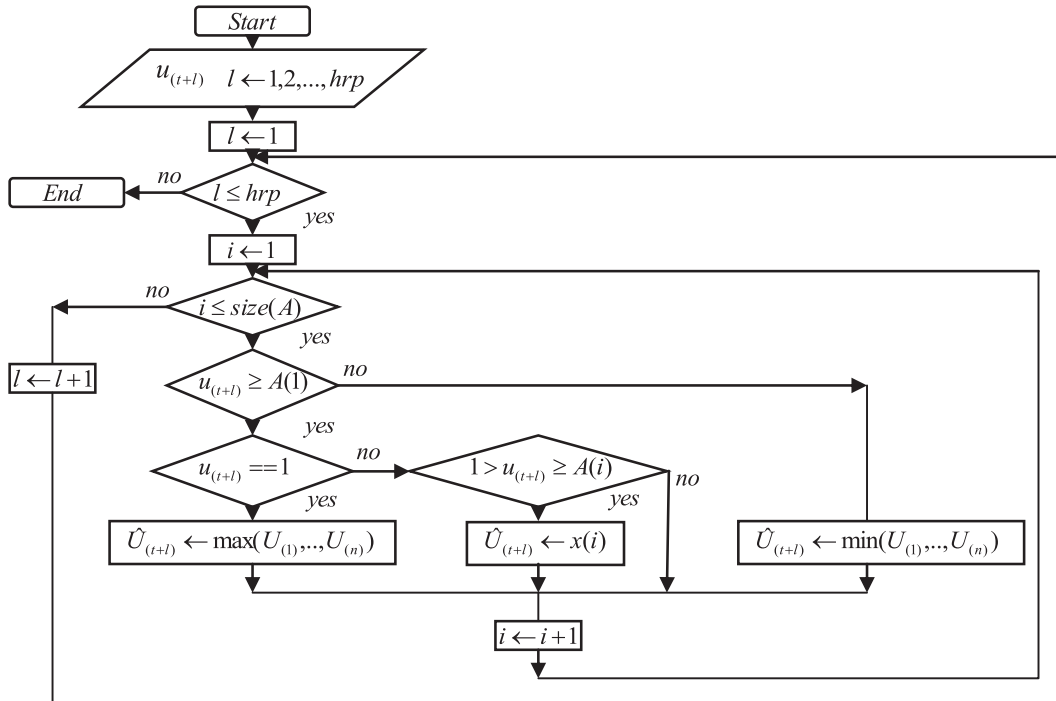 Start
u(t+l) l ← 1,2,...,hrp
l ← 1
no
End
l ≤ hrp
yes
i ← 1
no
i ≤ size(A)
yes
l ← l+1
u(t+l) ≥ A(1)
no
yes
u(t+l) ==1
no
1 > u(t+l) ≥ A(i)
no
yes
yes
Û(t+l) ← max(U(1),..,U(n))
Û(t+l) ← x(i)
Û(t+l) ← min(U(1),..,U(n))
i ← i+1